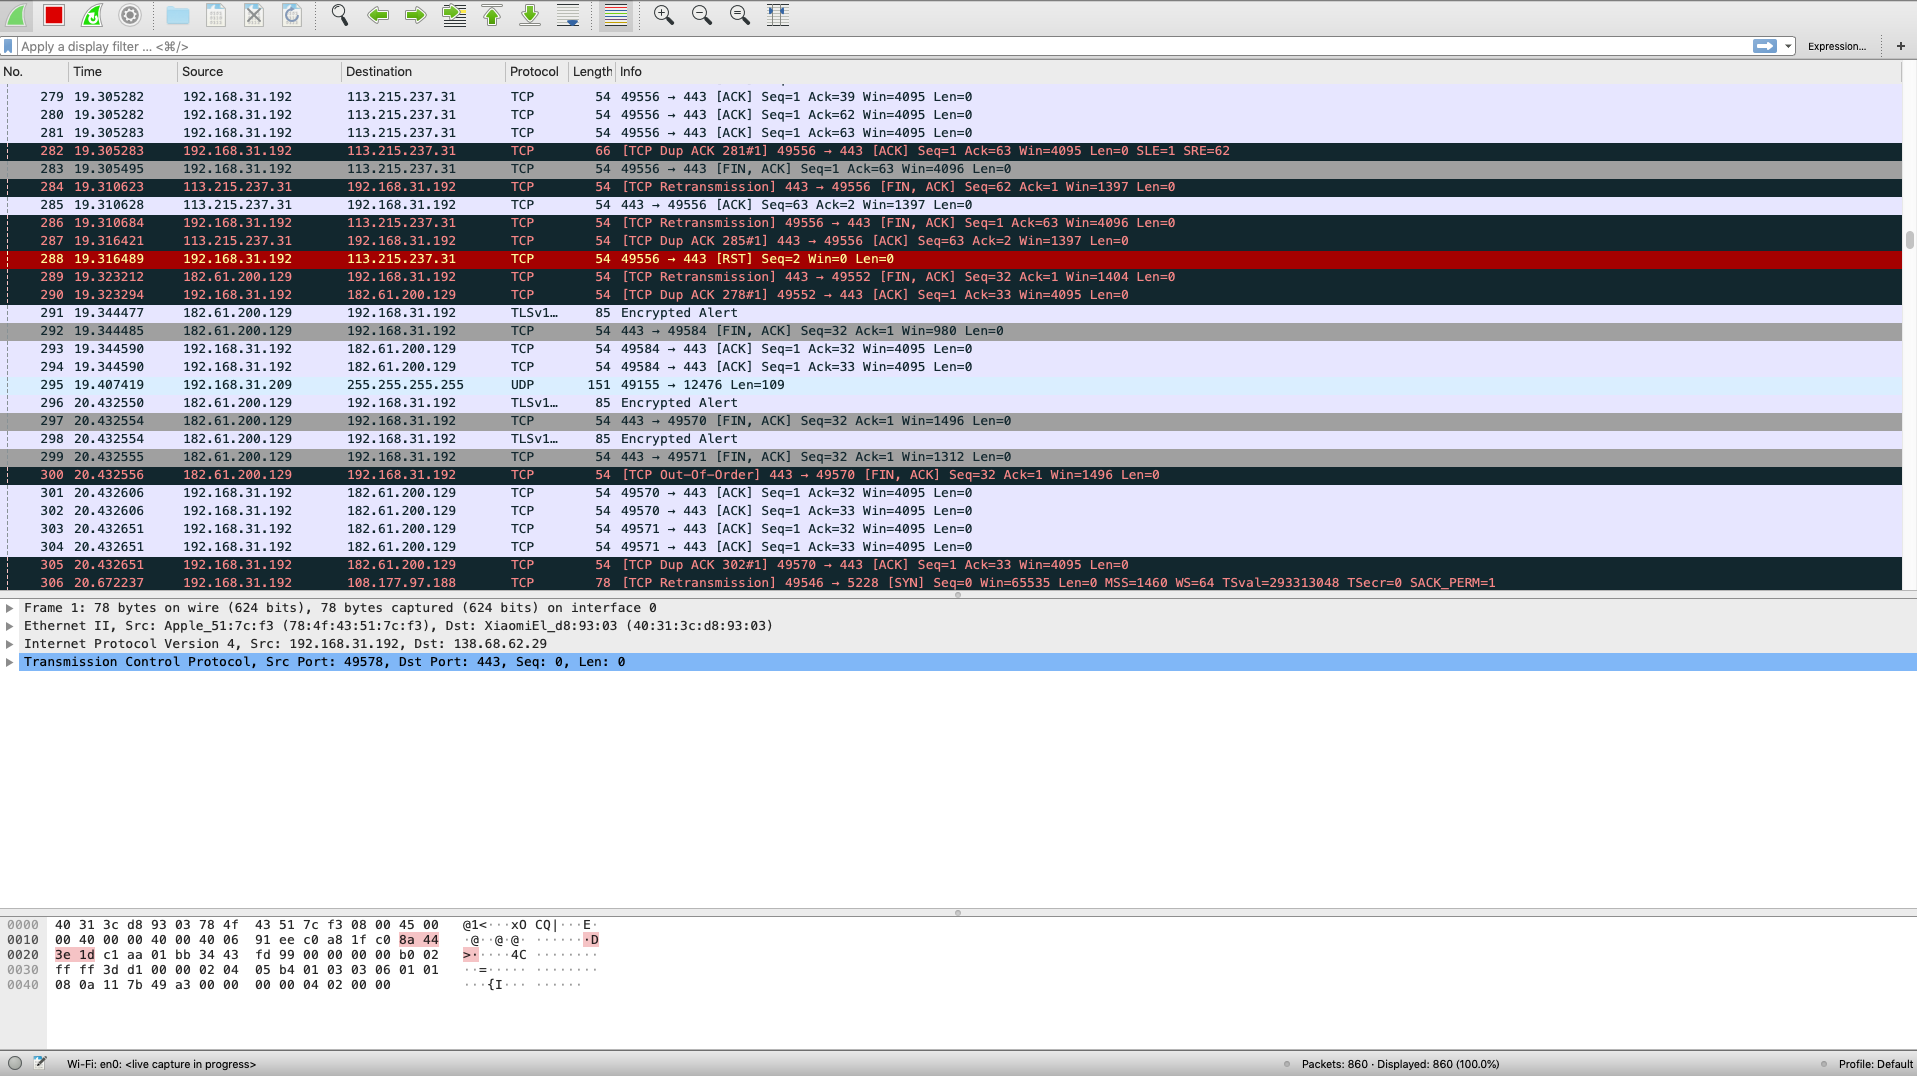 Apply a display filter ... <⌘/>
Expression... +
No. Time Source Destination Protocol Length Info
279 19.305282 192.168.31.192 113.215.237.31 TCP 54 49556 → 443 [ACK] Seq=1 Ack=39 Win=4095 Len=0
280 19.305282 192.168.31.192 113.215.237.31 TCP 54 49556 → 443 [ACK] Seq=1 Ack=62 Win=4095 Len=0
281 19.305283 192.168.31.192 113.215.237.31 TCP 54 49556 → 443 [ACK] Seq=1 Ack=63 Win=4095 Len=0
282 19.305283 192.168.31.192 113.215.237.31 TCP 66 [TCP Dup ACK 281#1] 49556 → 443 [ACK] Seq=1 Ack=63 Win=4095 Len=0 SLE=1 SRE=62
283 19.305495 192.168.31.192 113.215.237.31 TCP 54 49556 → 443 [FIN, ACK] Seq=1 Ack=63 Win=4096 Len=0
284 19.310623 113.215.237.31 192.168.31.192 TCP 54 [TCP Retransmission] 443 → 49556 [FIN, ACK] Seq=62 Ack=1 Win=1397 Len=0
285 19.310628 113.215.237.31 192.168.31.192 TCP 54 443 → 49556 [ACK] Seq=63 Ack=2 Win=1397 Len=0
286 19.310684 192.168.31.192 113.215.237.31 TCP 54 [TCP Retransmission] 49556 → 443 [FIN, ACK] Seq=1 Ack=63 Win=4096 Len=0
287 19.316421 113.215.237.31 192.168.31.192 TCP 54 [TCP Dup ACK 285#1] 443 → 49556 [ACK] Seq=63 Ack=2 Win=1397 Len=0
288 19.316489 192.168.31.192 113.215.237.31 TCP 54 49556 → 443 [RST] Seq=2 Win=0 Len=0
289 19.323212 182.61.200.129 192.168.31.192 TCP 54 [TCP Retransmission] 443 → 49552 [FIN, ACK] Seq=32 Ack=1 Win=1404 Len=0
290 19.323294 192.168.31.192 182.61.200.129 TCP 54 [TCP Dup ACK 278#1] 49552 → 443 [ACK] Seq=1 Ack=33 Win=4095 Len=0
291 19.344477 182.61.200.129 192.168.31.192 TLSv1… 85 Encrypted Alert
292 19.344485 182.61.200.129 192.168.31.192 TCP 54 443 → 49584 [FIN, ACK] Seq=32 Ack=1 Win=980 Len=0
293 19.344590 192.168.31.192 182.61.200.129 TCP 54 49584 → 443 [ACK] Seq=1 Ack=32 Win=4095 Len=0
294 19.344590 192.168.31.192 182.61.200.129 TCP 54 49584 → 443 [ACK] Seq=1 Ack=33 Win=4095 Len=0
295 19.407419 192.168.31.209 255.255.255.255 UDP 151 49155 → 12476 Len=109
296 20.432550 182.61.200.129 192.168.31.192 TLSv1… 85 Encrypted Alert
297 20.432554 182.61.200.129 192.168.31.192 TCP 54 443 → 49570 [FIN, ACK] Seq=32 Ack=1 Win=1496 Len=0
298 20.432554 182.61.200.129 192.168.31.192 TLSv1… 85 Encrypted Alert
299 20.432555 182.61.200.129 192.168.31.192 TCP 54 443 → 49571 [FIN, ACK] Seq=32 Ack=1 Win=1312 Len=0
300 20.432556 182.61.200.129 192.168.31.192 TCP 54 [TCP Out-Of-Order] 443 → 49570 [FIN, ACK] Seq=32 Ack=1 Win=1496 Len=0
301 20.432606 192.168.31.192 182.61.200.129 TCP 54 49570 → 443 [ACK] Seq=1 Ack=32 Win=4095 Len=0
302 20.432606 192.168.31.192 182.61.200.129 TCP 54 49570 → 443 [ACK] Seq=1 Ack=33 Win=4095 Len=0
303 20.432651 192.168.31.192 182.61.200.129 TCP 54 49571 → 443 [ACK] Seq=1 Ack=32 Win=4095 Len=0
304 20.432651 192.168.31.192 182.61.200.129 TCP 54 49571 → 443 [ACK] Seq=1 Ack=33 Win=4095 Len=0
305 20.432651 192.168.31.192 182.61.200.129 TCP 54 [TCP Dup ACK 302#1] 49570 → 443 [ACK] Seq=1 Ack=33 Win=4095 Len=0
306 20.672237 192.168.31.192 108.177.97.188 TCP 78 [TCP Retransmission] 49546 → 5228 [SYN] Seq=0 Win=65535 Len=0 MSS=1460 WS=64 TSval=293313048 TSecr=0 SACK_PERM=1
Frame 1: 78 bytes on wire (624 bits), 78 bytes captured (624 bits) on interface 0
Ethernet II, Src: Apple_51:7c:f3 (78:4f:43:51:7c:f3), Dst: XiaomiEl_d8:93:03 (40:31:3c:d8:93:03)
Internet Protocol Version 4, Src: 192.168.31.192, Dst: 138.68.62.29
Transmission Control Protocol, Src Port: 49578, Dst Port: 443, Seq: 0, Len: 0
0000 40 31 3c d8 93 03 78 4f 43 51 7c f3 08 00 45 00 @1<···xO CQ|···E·
0010 00 40 00 00 40 00 40 06 91 ee c0 a8 1f c0 8a 44 ·@··@·@· ·······D
0020 3e 1d c1 aa 01 bb 34 43 fd 99 00 00 00 00 b0 02 >·····4C ········
0030 ff ff 3d d1 00 00 02 04 05 b4 01 03 03 06 01 01 ··=····· ········
0040 08 0a 11 7b 49 a3 00 00 00 00 04 02 00 00 ···{I··· ······
Wi-Fi: en0: <live capture in progress>
Packets: 860 · Displayed: 860 (100.0%)
Profile: Default